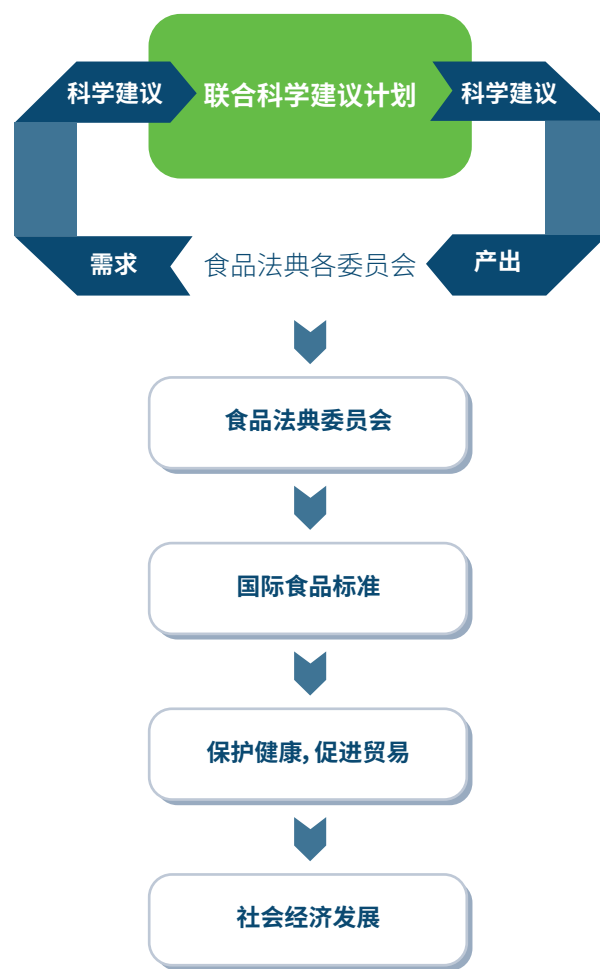 科学建议
联合科学建议计划
科学建议
需求
食品法典各委员会
产出
食品法典委员会
国际食品标准
保护健康，促进贸易
社会经济发展